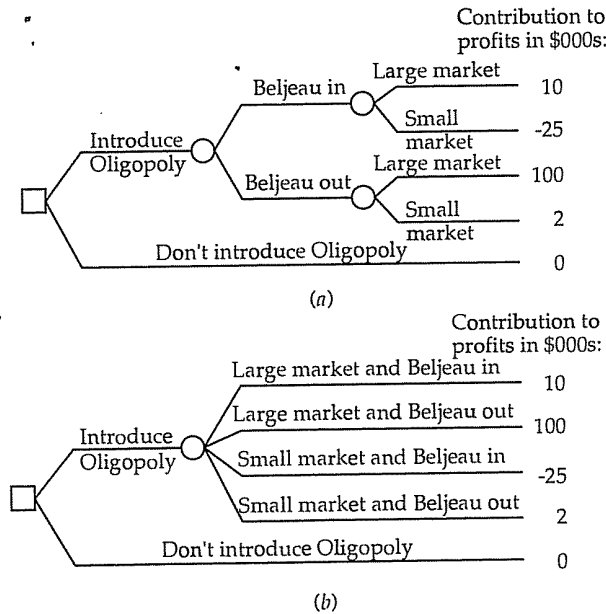 Contribution to
profits in $000s:
Large market
10
Beljeau in
Small
market
-25
Introduce
Oligopoly
Large market
100
Beljeau out
Small
market
2
Don't introduce Oligopoly
0
(a)
Contribution to
profits in $000s:
Large market and Beljeau in
10
Large market and Beljeau out
100
Introduce
Oligopoly
Small market and Beljeau in
-25
Small market and Beljeau out
2
Don't introduce Oligopoly
0
(b)